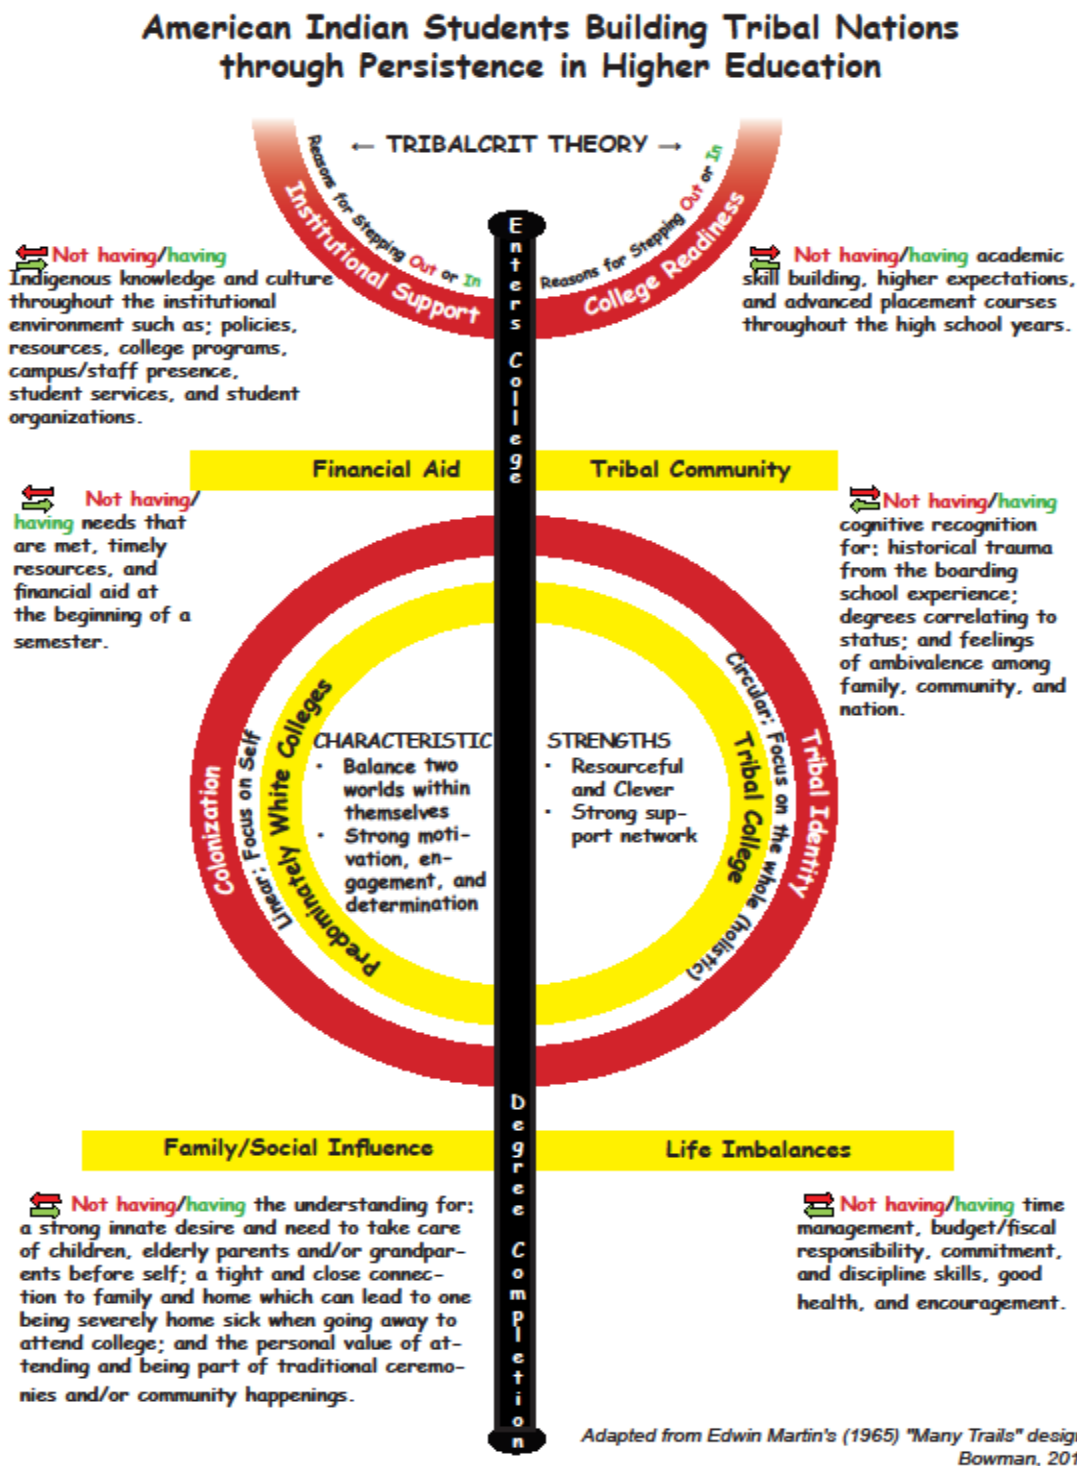 American Indian Students Building Tribal Nations
through Persistence in Higher Education
← TRIBALCRIT THEORY →
Reasons for Stepping Out or In
Institutional Support
Reasons for Stepping Out or In
College Readiness
Enters College
Not having/having
Indigenous knowledge and culture
throughout the institutional
environment such as; policies,
resources, college programs,
campus/staff presence,
student services, and student
organizations.
Not having/having academic
skill building, higher expectations,
and advanced placement courses
throughout the high school years.
Financial Aid
Tribal Community
Not having/
having needs that
are met, timely
resources, and
financial aid at
the beginning of a
semester.
Not having/having
cognitive recognition
for: historical trauma
from the boarding
school experience;
degrees correlating to
status; and feelings
of ambivalence among
family, community, and
nation.
Colonization
Linear; Focus on Self
Predominately White Colleges
CHARACTERISTIC
• Balance two
worlds within
themselves
• Strong moti-
vation, en-
gagement, and
determination
STRENGTHS
• Resourceful
and Clever
• Strong sup-
port network
Tribal College
Circular; Focus on the whole (holistic)
Tribal Identity
Degree Completion
Family/Social Influence
Life Imbalances
Not having/having the understanding for:
a strong innate desire and need to take care
of children, elderly parents and/or grandpar-
ents before self; a tight and close connec-
tion to family and home which can lead to one
being severely home sick when going away to
attend college; and the personal value of at-
tending and being part of traditional ceremo-
nies and/or community happenings.
Not having/having time
management, budget/fiscal
responsibility, commitment,
and discipline skills, good
health, and encouragement.
Adapted from Edwin Martin's (1965) "Many Trails" desig
Bowman, 201